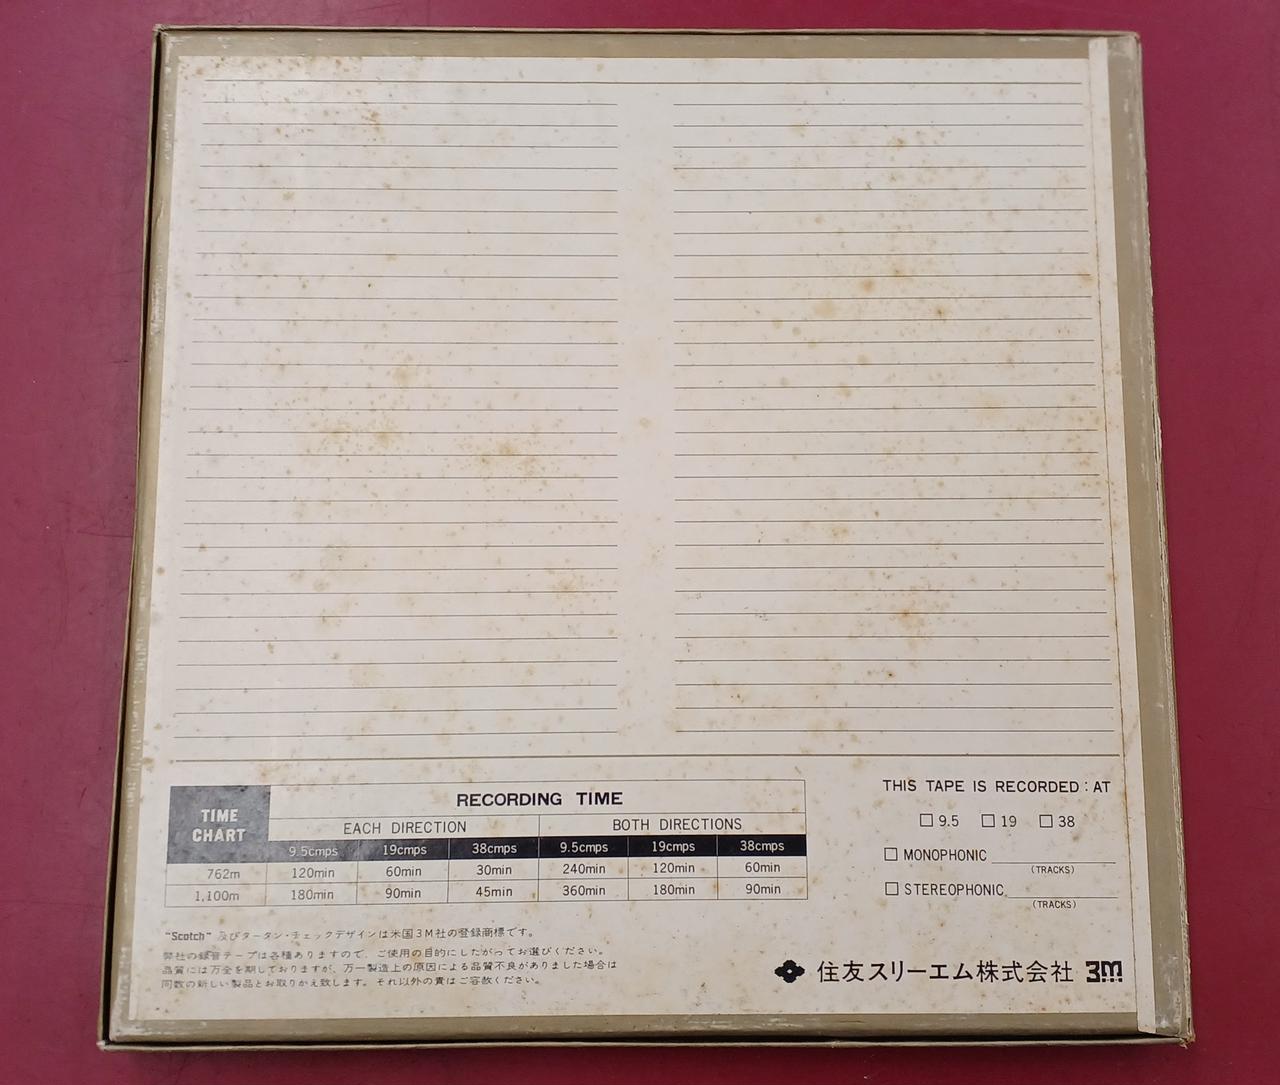 TIME CHART
RECORDING TIME
EACH DIRECTION BOTH DIRECTIONS
9.5cmps 19cmps 38cmps 9.5cmps 19cmps 38cmps
762m 120min 60min 30min 240min 120min 60min
1,100m 180min 90min 45min 360min 180min 90min
THIS TAPE IS RECORDED : AT
□ 9.5 □ 19 □ 38
□ MONOPHONIC
(TRACKS)
□ STEREOPHONIC
(TRACKS)
"Scotch" 及びタータン・チェックデザインは米国3M社の登録商標です。
弊社の録音テープは各種ありますので、ご使用の目的にしたがってお選びください。
品質には万全を期しておりますが、万一製造上の原因による品質不良がありました場合は
同数の新しい製品とお取りかえ致します。それ以外の責はご容赦ください。
住友スリーエム株式会社 3M